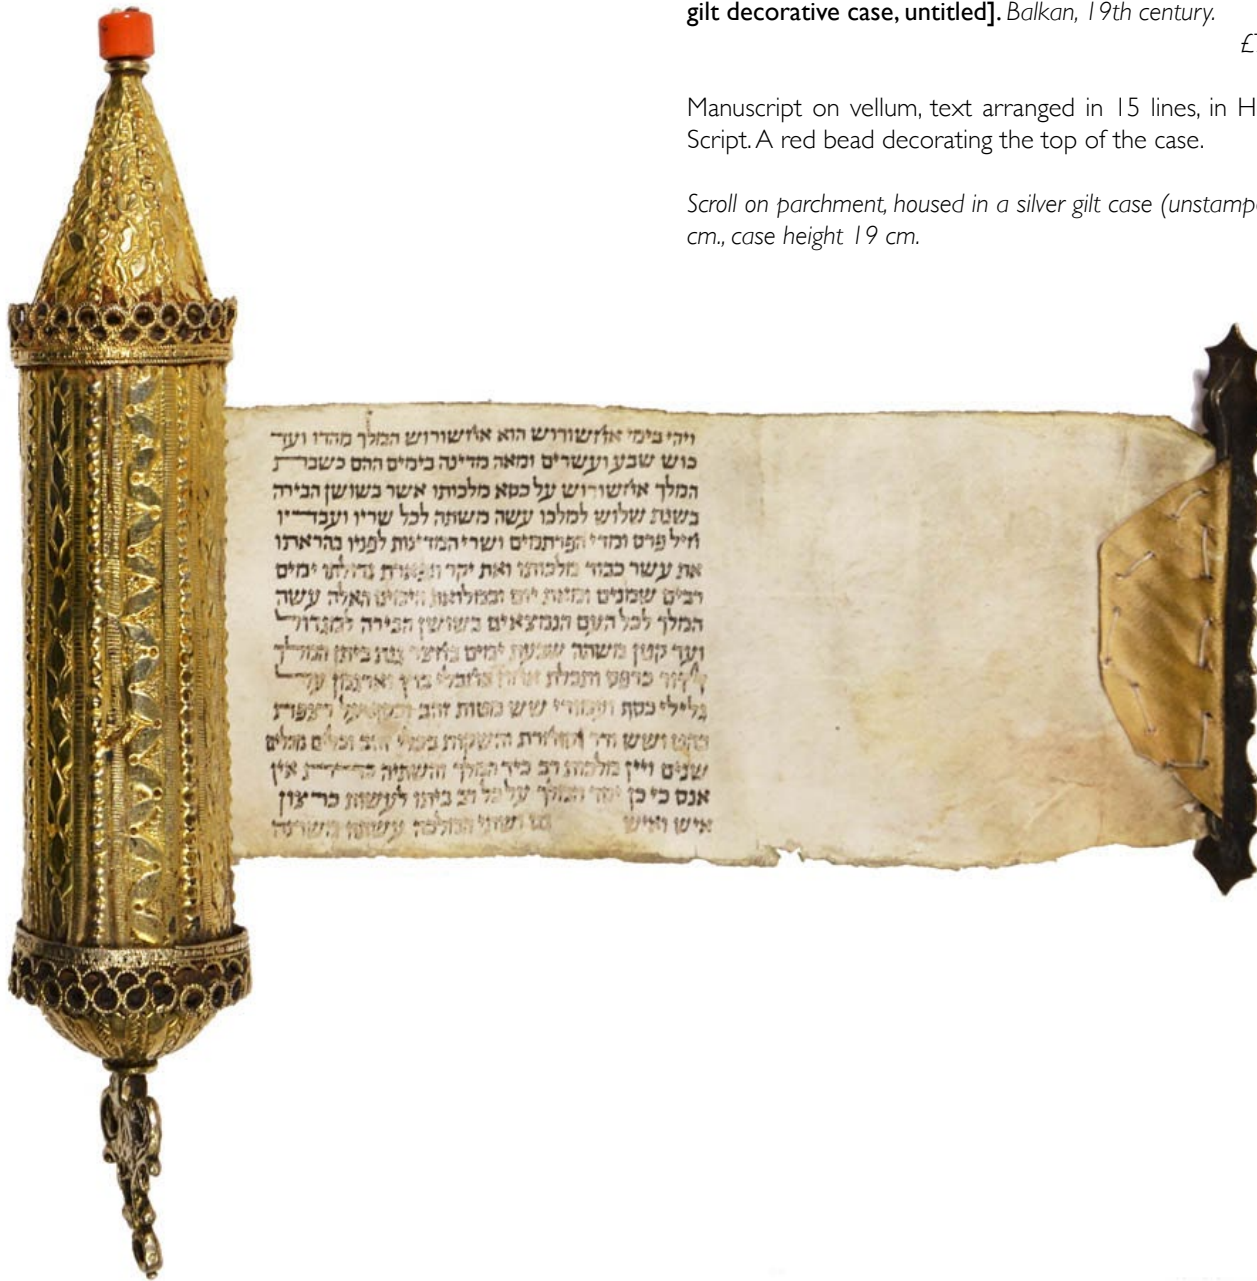 gilt decorative case, untitled]. Balkan, 19th century.
£
Manuscript on vellum, text arranged in 15 lines, in H
Script. A red bead decorating the top of the case.
Scroll on parchment, housed in a silver gilt case (unstamp
cm., case height 19 cm.
ויהי בימי אחשורוש הוא אחשורוש המלך מהדו ועד
כוש שבע ועשרים ומאה מדינה בימים ההם כשבת
המלך אחשורוש על כסא מלכותו אשר בשושן הבירה
בשנת שלוש למלכו עשה משתה לכל שריו ועבדיו
חיל פרס ומדי הפרתמים ושרי המדינות לפניו בהראתו
את עשר כבוד מלכותו ואת יקר תפארת גדולתו ימים
רבים שמנים ומאת יום ובמלואת הימים האלה עשה
המלך לכל העם הנמצאים בשושן הבירה למגדול
ועד קטן משתה שבעת ימים בחצר גנת ביתן המלך
כרפס ותכלת אחוז בחבלי בוץ וארגמן על
גלילי כסף ועמודי שש מטות זהב וכסף על רצפת
ושש ודר והשקות בכלי זהב וכלים מכלים
שנים ויין מלכות רב כיד המלך והשתיה כדת אין
אנס כי כן יסד המלך על כל רב ביתו לעשות כרצון
איש ואיש גם ושתי המלכה עשתה משתה